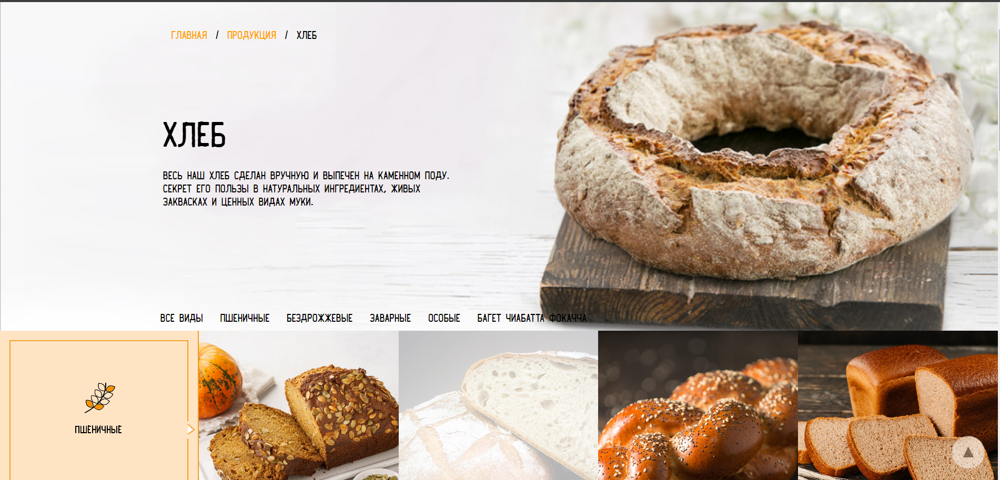 ГЛАВНАЯ / ПРОДУКЦИЯ / ХЛЕБ
ХЛЕБ
ВЕСЬ НАШ ХЛЕБ СДЕЛАН ВРУЧНУЮ И ВЫПЕЧЕН НА КАМЕННОМ ПОДУ.
СЕКРЕТ ЕГО ПОЛЬЗЫ В НАТУРАЛЬНЫХ ИНГРЕДИЕНТАХ, ЖИВЫХ
ЗАКВАСКАХ И ЦЕННЫХ ВИДАХ МУКИ.
ВСЕ ВИДЫ ПШЕНИЧНЫЕ БЕЗДРОЖЖЕВЫЕ ЗАВАРНЫЕ ОСОБЫЕ БАГЕТ ЧИАБАТТА ФОКАЧЧА
ПШЕНИЧНЫЕ